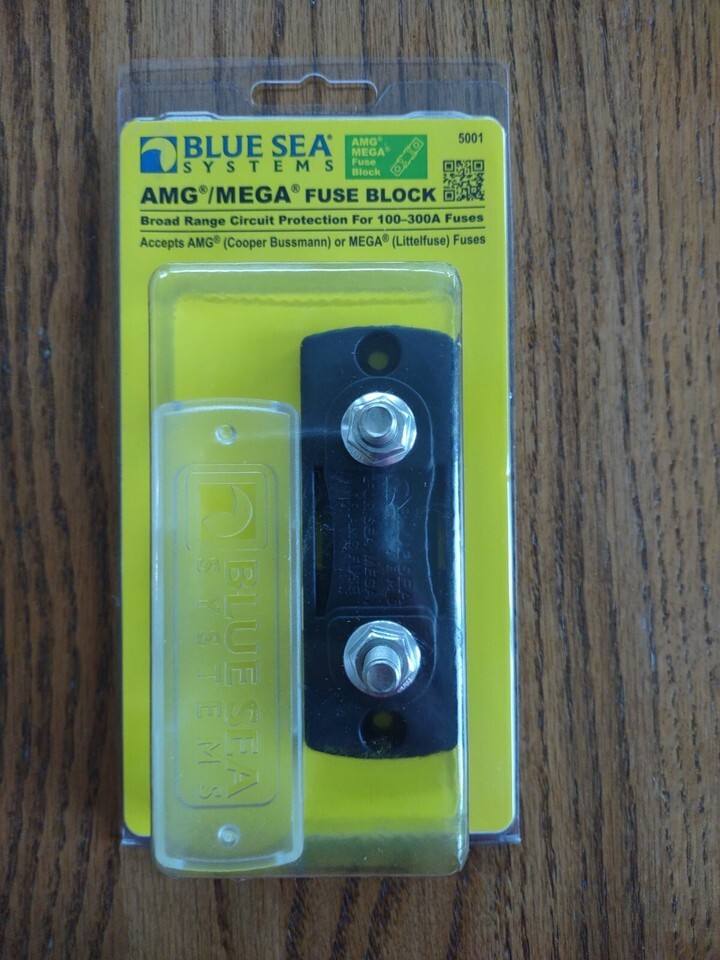 BLUE SEA®
SYSTEMS
AMG®
MEGA®
Fuse
Block
5001
AMG®/MEGA® FUSE BLOCK
Broad Range Circuit Protection For 100–300A Fuses
Accepts AMG® (Cooper Bussmann) or MEGA® (Littelfuse) Fuses
BLUE SEA
SYSTEMS